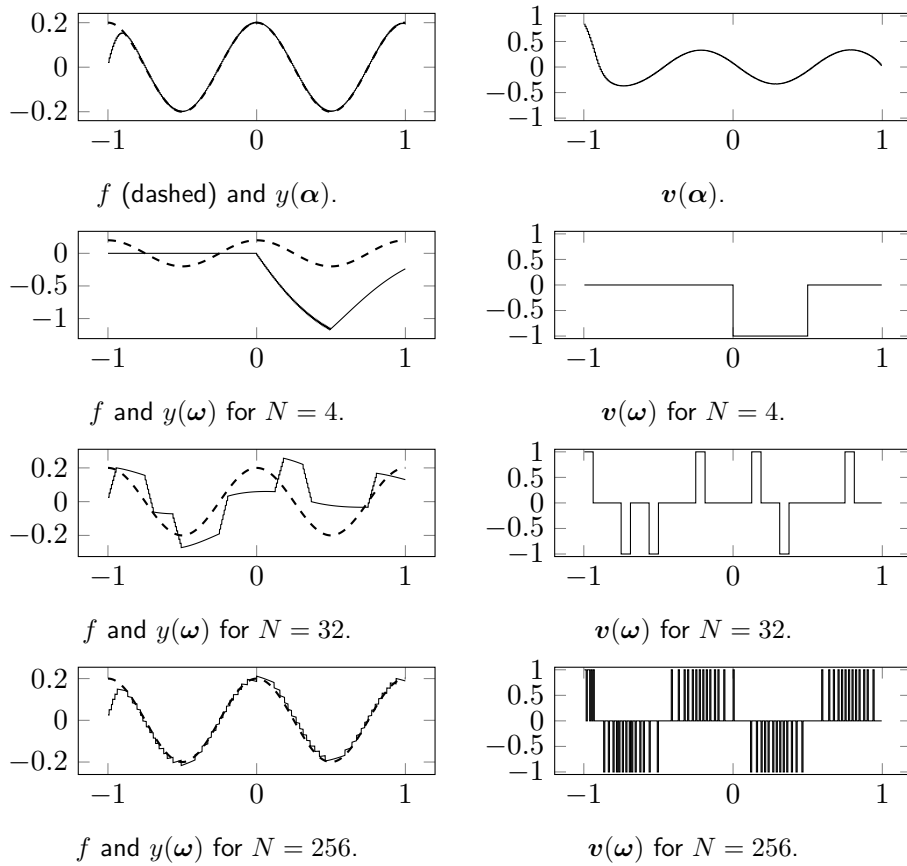 0.2
0
−0.2
−1 0 1
f (dashed) and y(α).
1
0.5
0
−0.5
−1
−1 0 1
v(α).
0
−0.5
−1
−1 0 1
f and y(ω) for N = 4.
1
0.5
0
−0.5
−1
−1 0 1
v(ω) for N = 4.
0.2
0
−0.2
−1 0 1
f and y(ω) for N = 32.
1
0.5
0
−0.5
−1
−1 0 1
v(ω) for N = 32.
0.2
0
−0.2
−1 0 1
f and y(ω) for N = 256.
1
0.5
0
−0.5
−1
−1 0 1
v(ω) for N = 256.